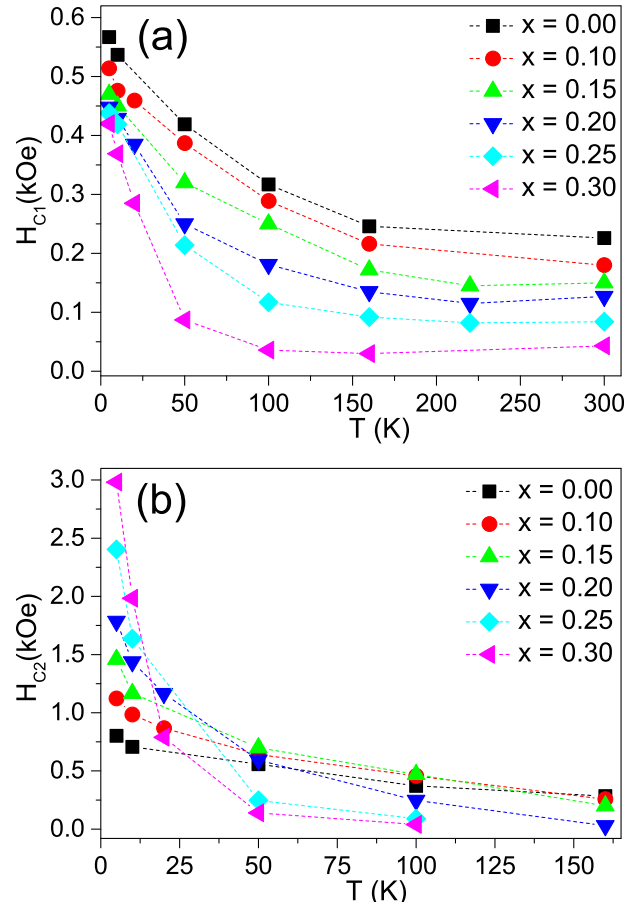 (a)
x = 0.00
x = 0.10
x = 0.15
x = 0.20
x = 0.25
x = 0.30
0.6
0.5
0.4
0.3
0.2
0.1
0.0
H_C1(kOe)
0 50 100 150 200 250 300
T (K)
(b)
x = 0.00
x = 0.10
x = 0.15
x = 0.20
x = 0.25
x = 0.30
3.0
2.5
2.0
1.5
1.0
0.5
0.0
H_C2(kOe)
0 25 50 75 100 125 150
T (K)